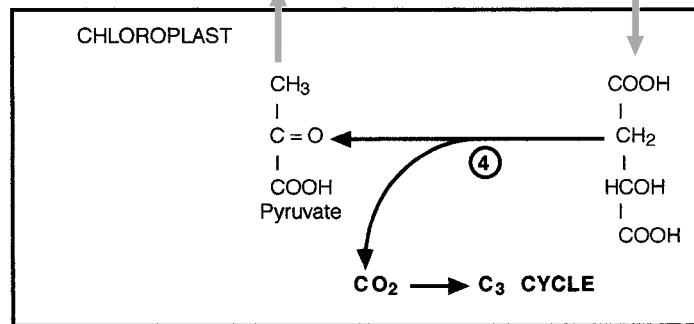 CHLOROPLAST
CH3
C = O
COOH
Pyruvate
COOH
CH2
HCOH
COOH
4
CO2
C3 CYCLE